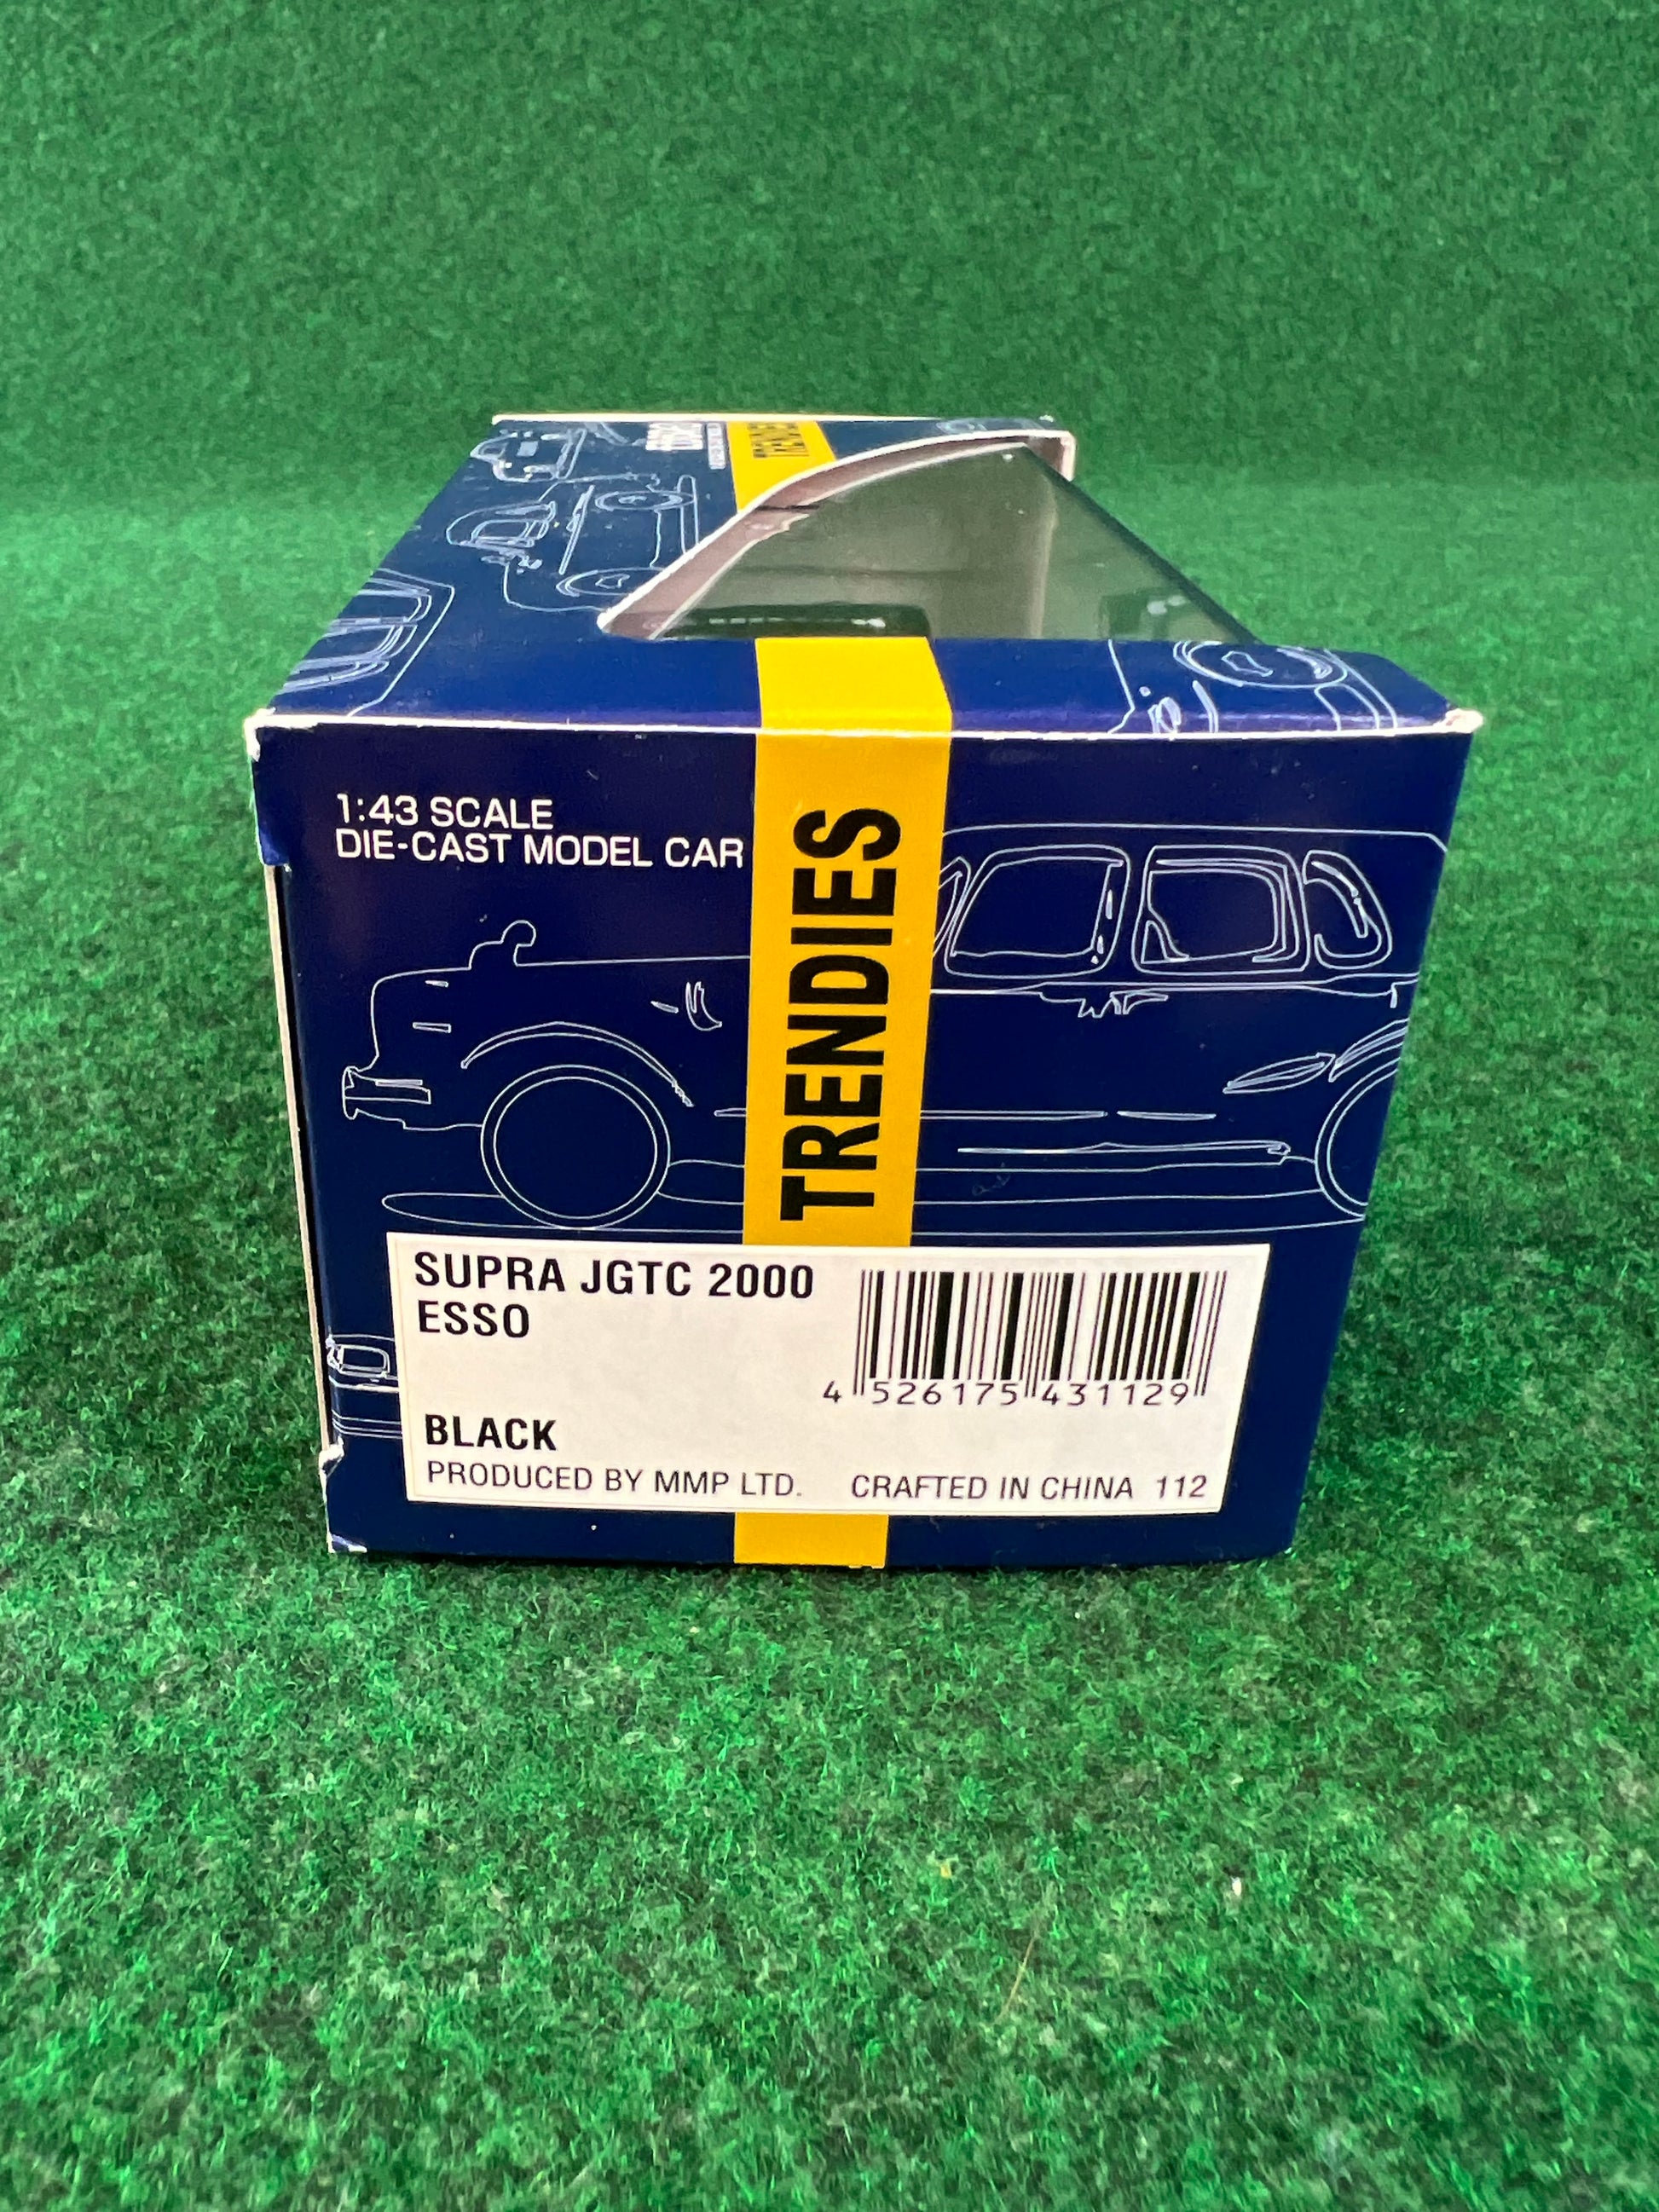 TRENDIES
1:43 SCALE
DIE-CAST MODEL CAR
TRENDIES
SUPRA JGTC 2000
ESSO
4 526175 431129
BLACK
PRODUCED BY MMP LTD. CRAFTED IN CHINA 112